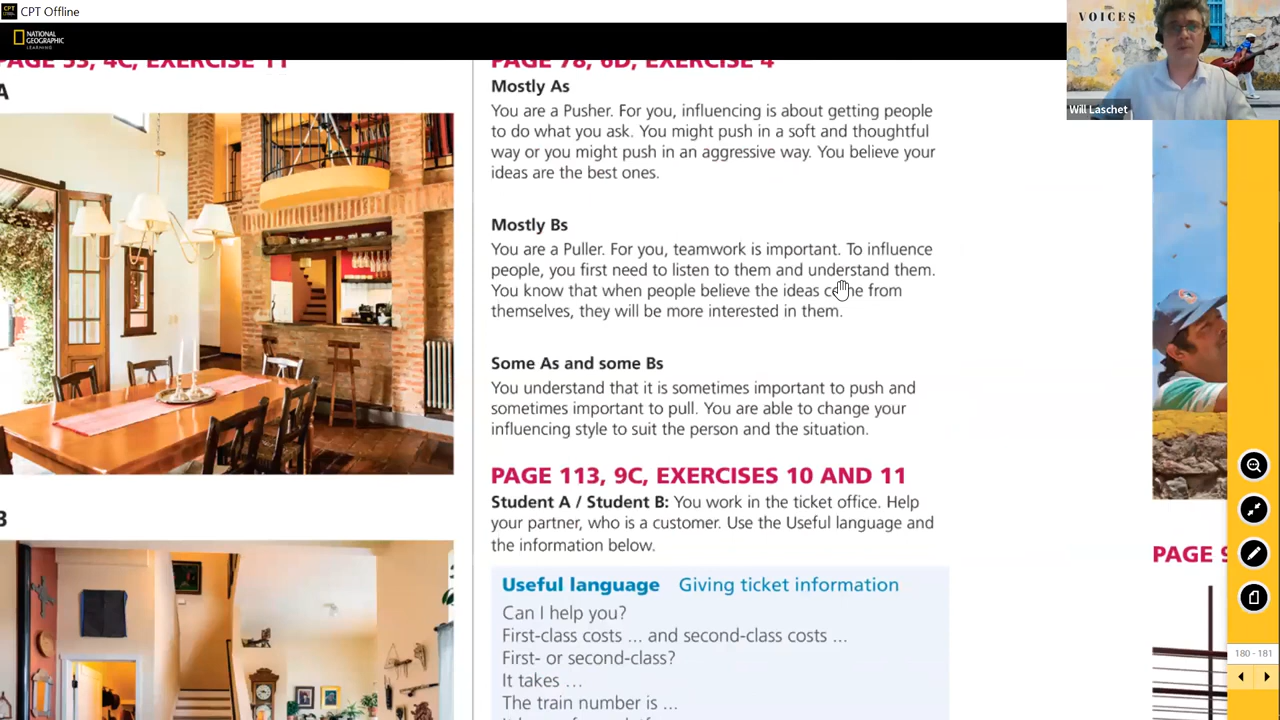 CPT Offline
NATIONAL
GEOGRAPHIC
LEARNING
VOICES
Will Laschet
PAGE 53, 4C, EXERCISE 11
A
B
PAGE 78, 6D, EXERCISE 4
Mostly As
You are a Pusher. For you, influencing is about getting people
to do what you ask. You might push in a soft and thoughtful
way or you might push in an aggressive way. You believe your
ideas are the best ones.
Mostly Bs
You are a Puller. For you, teamwork is important. To influence
people, you first need to listen to them and understand them.
You know that when people believe the ideas come from
themselves, they will be more interested in them.
Some As and some Bs
You understand that it is sometimes important to push and
sometimes important to pull. You are able to change your
influencing style to suit the person and the situation.
PAGE 113, 9C, EXERCISES 10 AND 11
Student A / Student B: You work in the ticket office. Help
your partner, who is a customer. Use the Useful language and
the information below.
Useful language Giving ticket information
Can I help you?
First-class costs ... and second-class costs ...
First- or second-class?
It takes ...
The train number is ...
PAGE 9
180 - 181